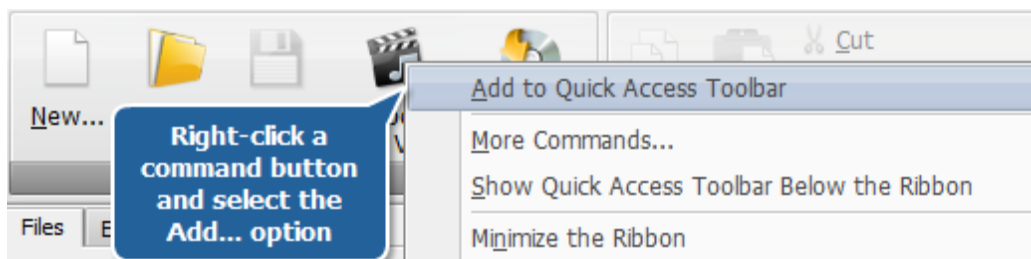 Cut
Add to Quick Access Toolbar
New...
More Commands...
Show Quick Access Toolbar Below the Ribbon
Minimize the Ribbon
Right-click a
command button
and select the
Add... option
Files